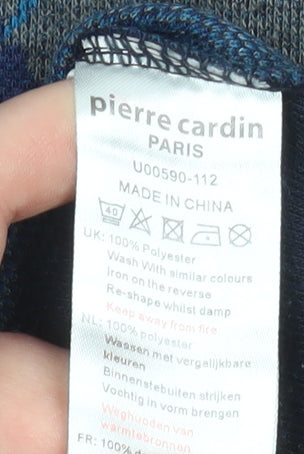 pierre cardin
PARIS
U00590-112
MADE IN CHINA
40
UK: 100% Polyester
Wash With similar colours
Iron on the reverse
Re-shape whilst damp
Keep away from fire
NL: 100% polyester
Wassen met vergelijkbare
kleuren
Binnenstebuiten strijken
Vochtig in vorm brengen
Weghouden van
warmtebronnen
FR: 100%